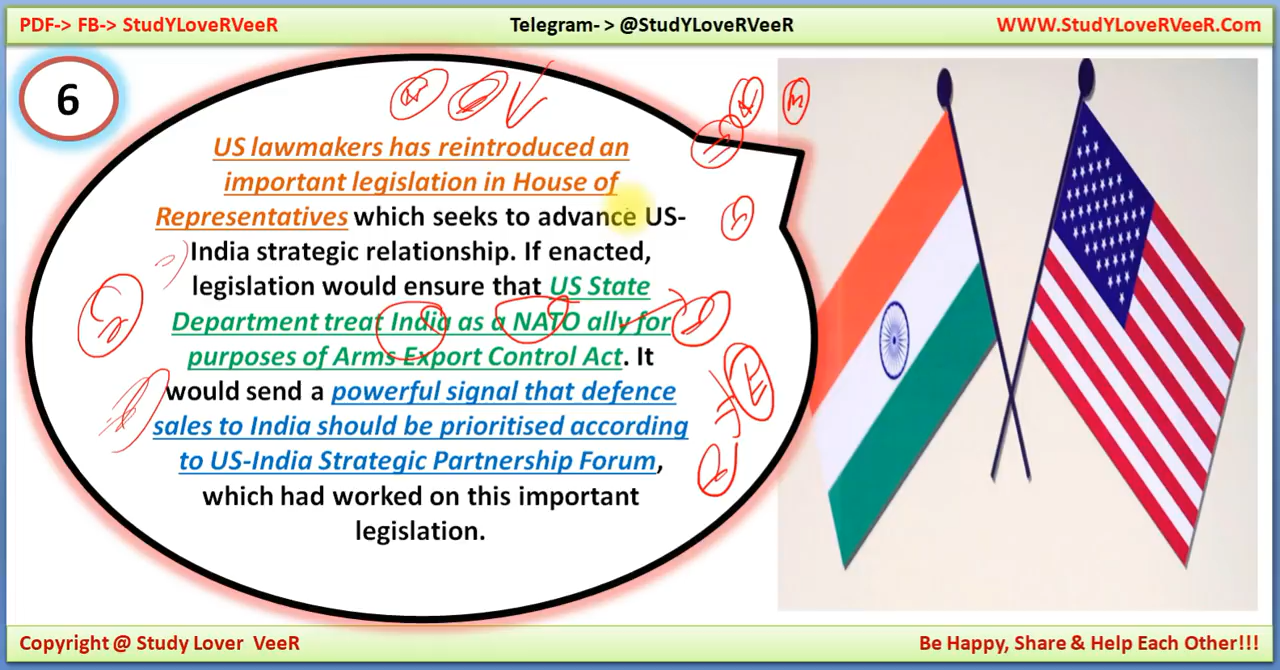 PDF-> FB-> StudYLoveRVeeR
Telegram- > @StudYLoveRVeeR
WWW.StudYLoveRVeeR.Com
6
US lawmakers has reintroduced an
important legislation in House of
Representatives which seeks to advance US-
India strategic relationship. If enacted,
legislation would ensure that US State
Department treat India as a NATO ally for
purposes of Arms Export Control Act. It
would send a powerful signal that defence
sales to India should be prioritised according
to US-India Strategic Partnership Forum,
which had worked on this important
legislation.
Copyright @ Study Lover VeeR
Be Happy, Share & Help Each Other!!!